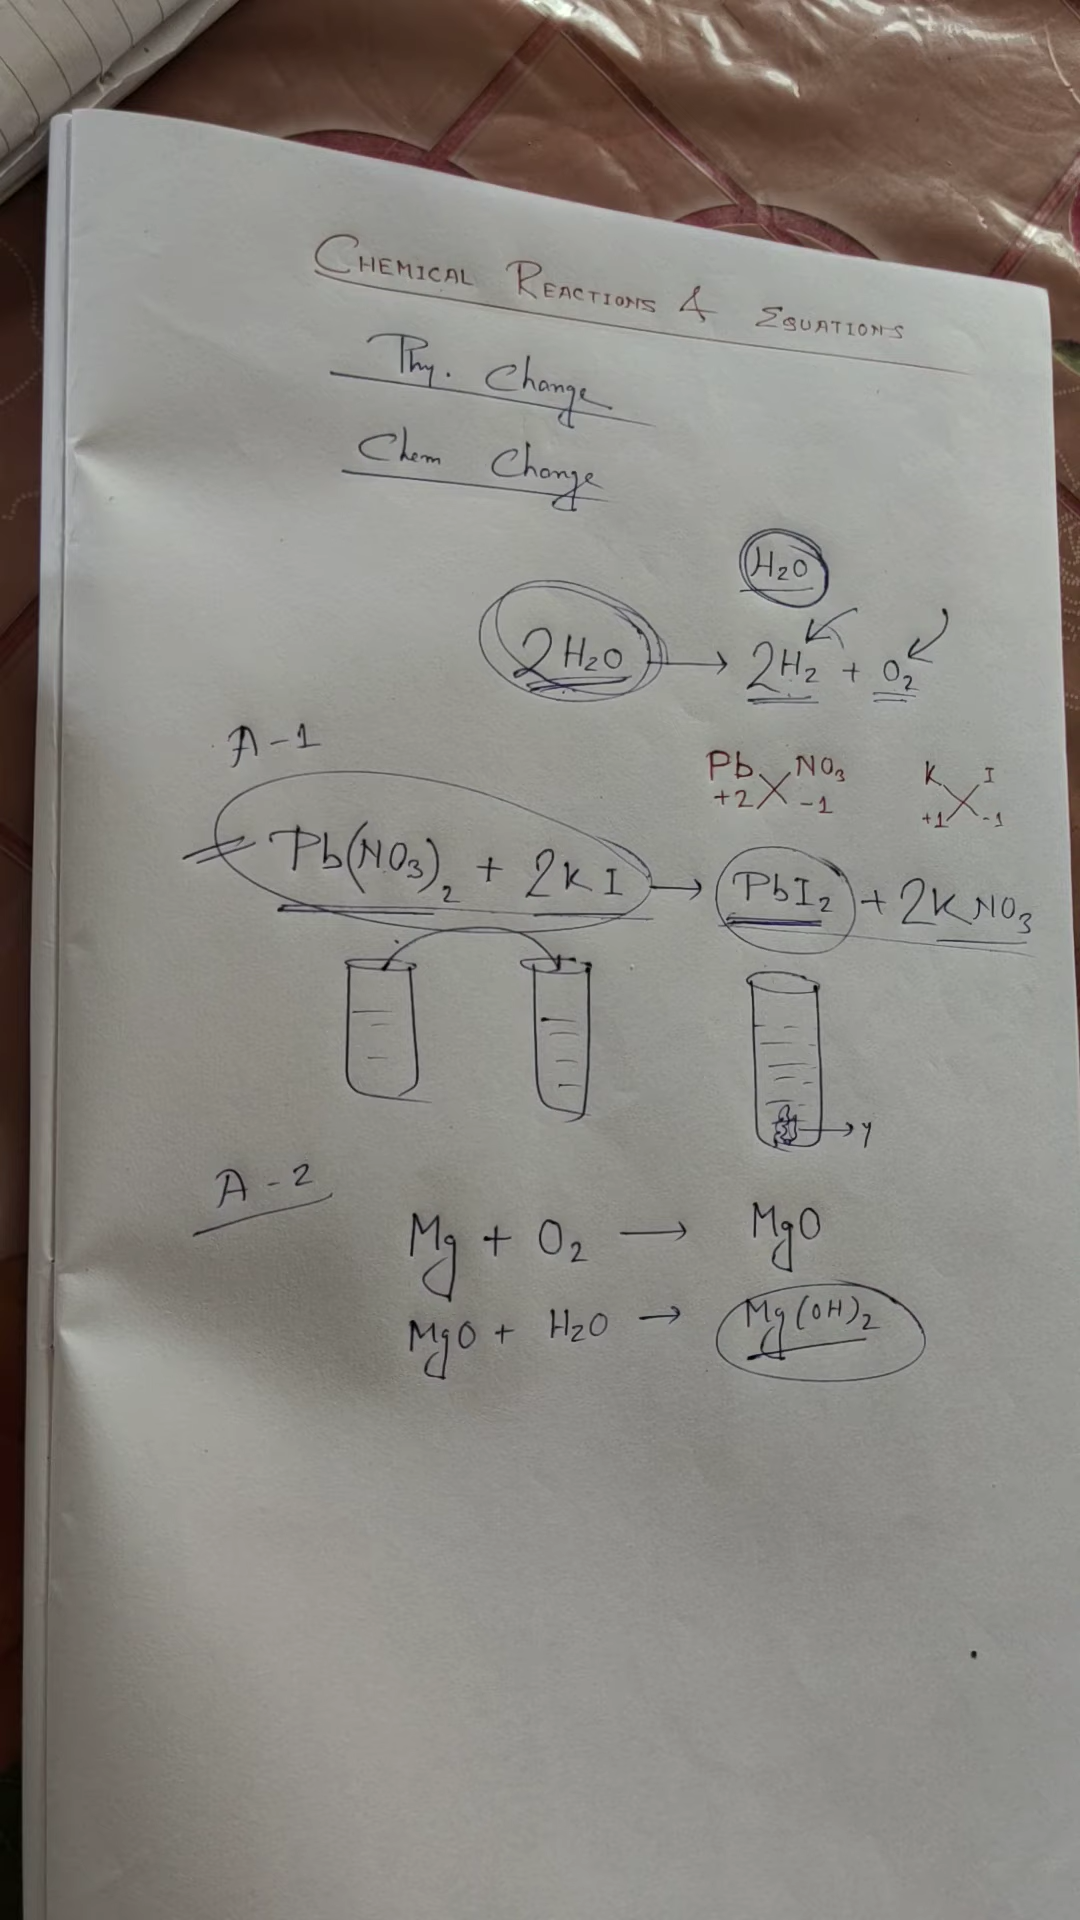 CHEMICAL REACTIONS & EQUATIONS
Phy. Change
Chem Change
H2O
2H2O → 2H2 + O2
A-1
Pb NO3 K I
+2 -1 +1 -1
Pb(NO3)2 + 2KI → PbI2 + 2KNO3
→ y
A-2
Mg + O2 → MgO
MgO + H2O → Mg(OH)2